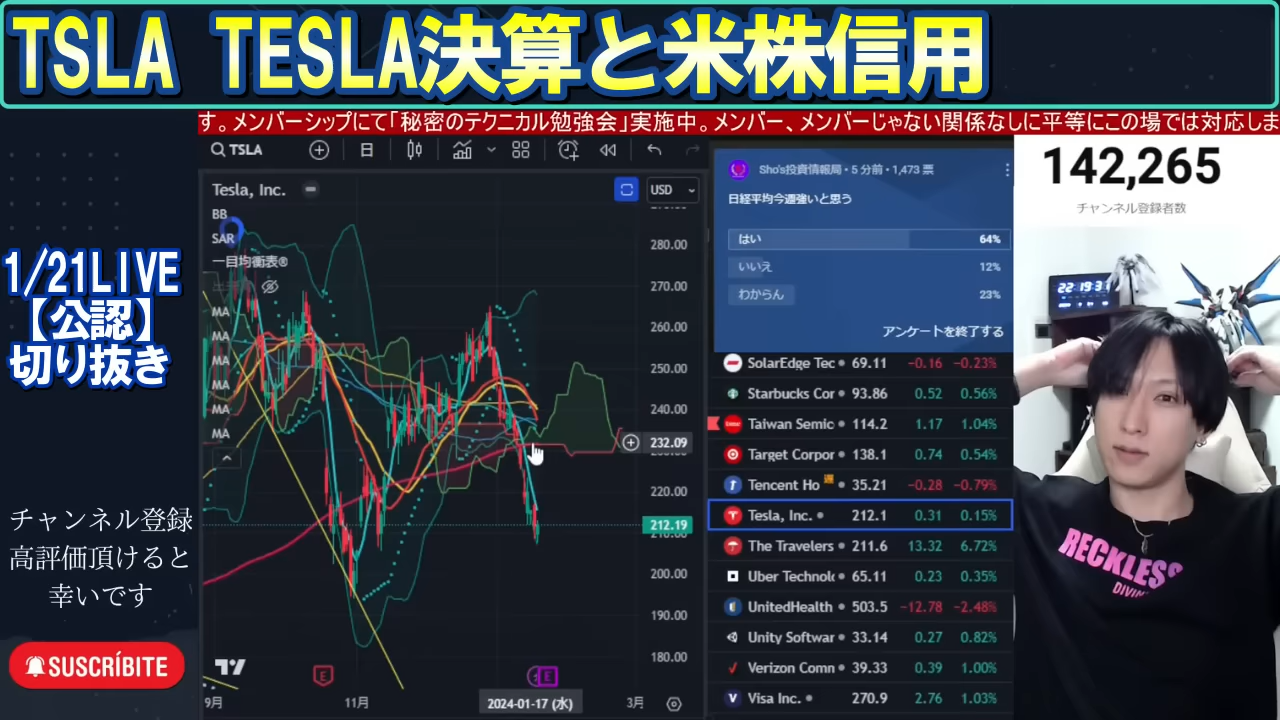 TSLA TESLA決算と米株信用
す。メンバーシップにて「秘密のテクニカル勉強会」実施中。メンバー、メンバーじゃない関係なしに平等にこの場では対応しま
1/21LIVE
【公認】
切り抜き
チャンネル登録
高評価頂けると
幸いです
SUSCRÍBITE
TSLA
日
Tesla, Inc.
USD
BB
SAR
一目均衡表
MA
MA
MA
MA
MA
MA
280.00
270.00
260.00
250.00
240.00
232.09
220.00
212.19
210.00
200.00
190.00
180.00
E
E
9月
11月
2024-01-17 (水)
3月
Sho's投資情報局・5 分前・1,473 票
日経平均今週強いと思う
はい 64%
いいえ 12%
わからん 23%
アンケートを終了する
SolarEdge Tec 69.11 −0.16 −0.23%
Starbucks Cor 93.86 0.52 0.56%
Taiwan Semic 114.2 1.17 1.04%
Target Corpor 138.1 0.74 0.54%
Tencent Ho 35.21 −0.28 −0.79%
Tesla, Inc. 212.1 0.31 0.15%
The Travelers 211.6 13.32 6.72%
Uber Technol 65.11 0.23 0.35%
UnitedHealth 503.5 −12.78 −2.48%
Unity Softwar 33.14 0.27 0.82%
Verizon Comm 39.33 0.39 1.00%
Visa Inc. 270.9 2.76 1.03%
142,265
チャンネル登録者数
RECKLESS